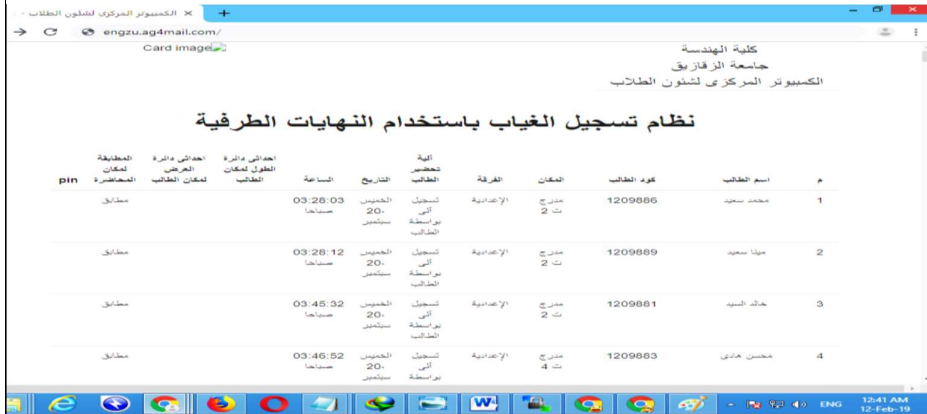 الكمبيوتر المركزى لشئون الطلاب -
engzu.ag4mail.com/
Card image
كلية الهندسة
جامعة الزقازيق
الكمبيوتر المركزى لشئون الطلاب
نظام تسجيل الغياب باستخدام النهايات الطرفية
م اسم الطالب كود الطالب المكان الفرقة آلية تحضير الطالب التاريخ الساعة احداثى دائرة الطول لمكان الطالب احداثى دائرة العرض لمكان الطالب المطابقة لمكان المحاضرة pin
1 محمد سعيد 1209886 مدرج ت 2 الإعدادية تسجيل آلى بواسطة الطالب الخميس 20، سبتمبر 03:28:03 صباحا مطابق
2 مينا سعيد 1209889 مدرج ت 2 الإعدادية تسجيل آلى بواسطة الطالب الخميس 20، سبتمبر 03:28:12 صباحا مطابق
3 خالد السيد 1209881 مدرج ت 2 الإعدادية تسجيل آلى بواسطة الطالب الخميس 20، سبتمبر 03:45:32 صباحا مطابق
4 محسن هادى 1209883 مدرج ت 4 الإعدادية تسجيل آلى بواسطة الخميس 20، سبتمبر 03:46:52 صباحا مطابق
ENG
12:41 AM
12-Feb-19